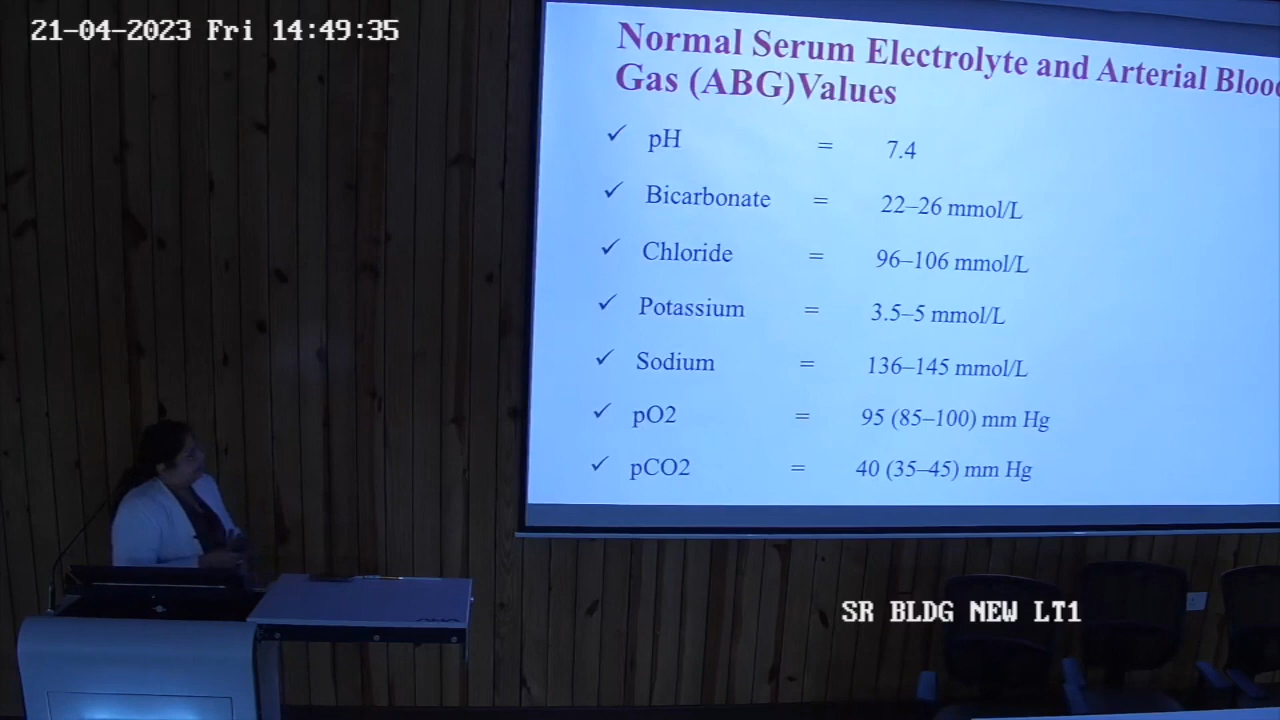 21-04-2023 Fri 14:49:35
Normal Serum Electrolyte and Arterial Blood
Gas (ABG)Values
✓ pH = 7.4
✓ Bicarbonate = 22–26 mmol/L
✓ Chloride = 96–106 mmol/L
✓ Potassium = 3.5–5 mmol/L
✓ Sodium = 136–145 mmol/L
✓ pO2 = 95 (85–100) mm Hg
✓ pCO2 = 40 (35–45) mm Hg
SR BLDG NEW LT1